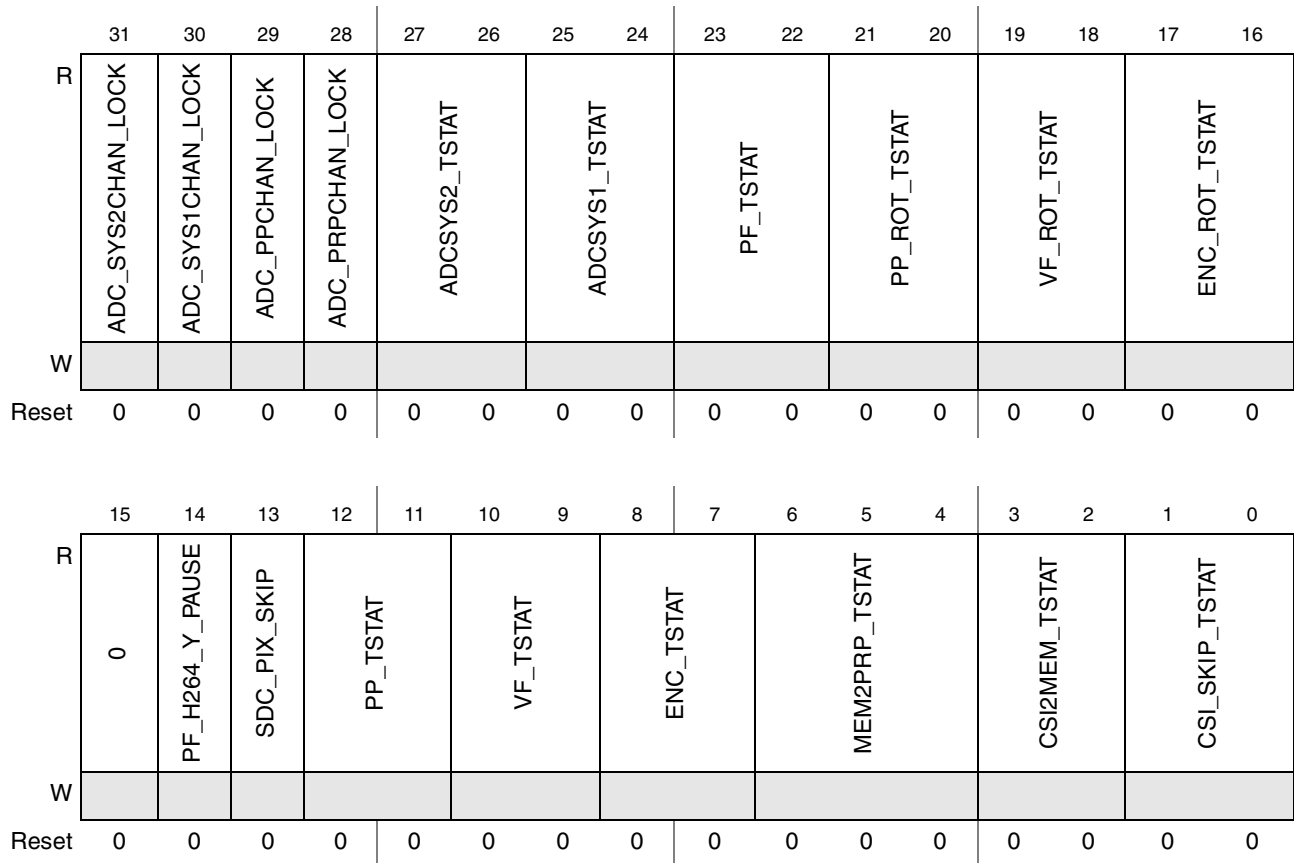 31 30 29 28 27 26 25 24 23 22 21 20 19 18 17 16
R ADC_SYS2CHAN_LOCK ADC_SYS1CHAN_LOCK ADC_PPCHAN_LOCK ADC_PRPCHAN_LOCK ADCSYS2_TSTAT ADCSYS1_TSTAT PF_TSTAT PP_ROT_TSTAT VF_ROT_TSTAT ENC_ROT_TSTAT
W
Reset 0 0 0 0 0 0 0 0 0 0 0 0 0 0 0 0
15 14 13 12 11 10 9 8 7 6 5 4 3 2 1 0
R 0 PF_H264_Y_PAUSE SDC_PIX_SKIP PP_TSTAT VF_TSTAT ENC_TSTAT MEM2PRP_TSTAT CSI2MEM_TSTAT CSI_SKIP_TSTAT
W
Reset 0 0 0 0 0 0 0 0 0 0 0 0 0 0 0 0